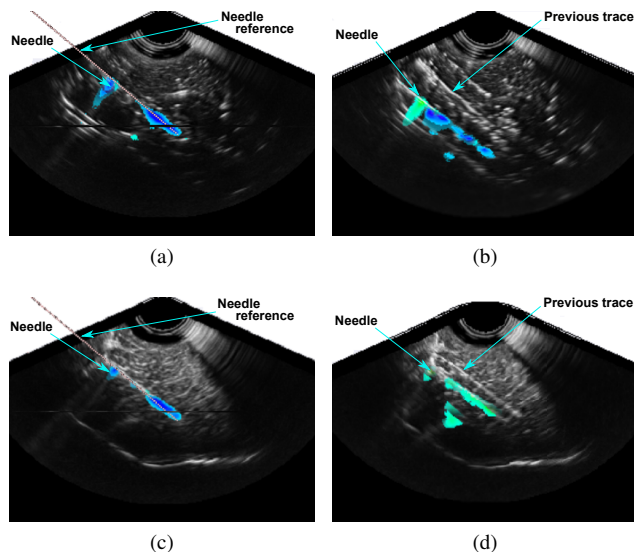 Needle
Needle
reference
Needle
Previous trace
(a)
(b)
Needle
Needle
reference
Needle
Previous trace
(c)
(d)